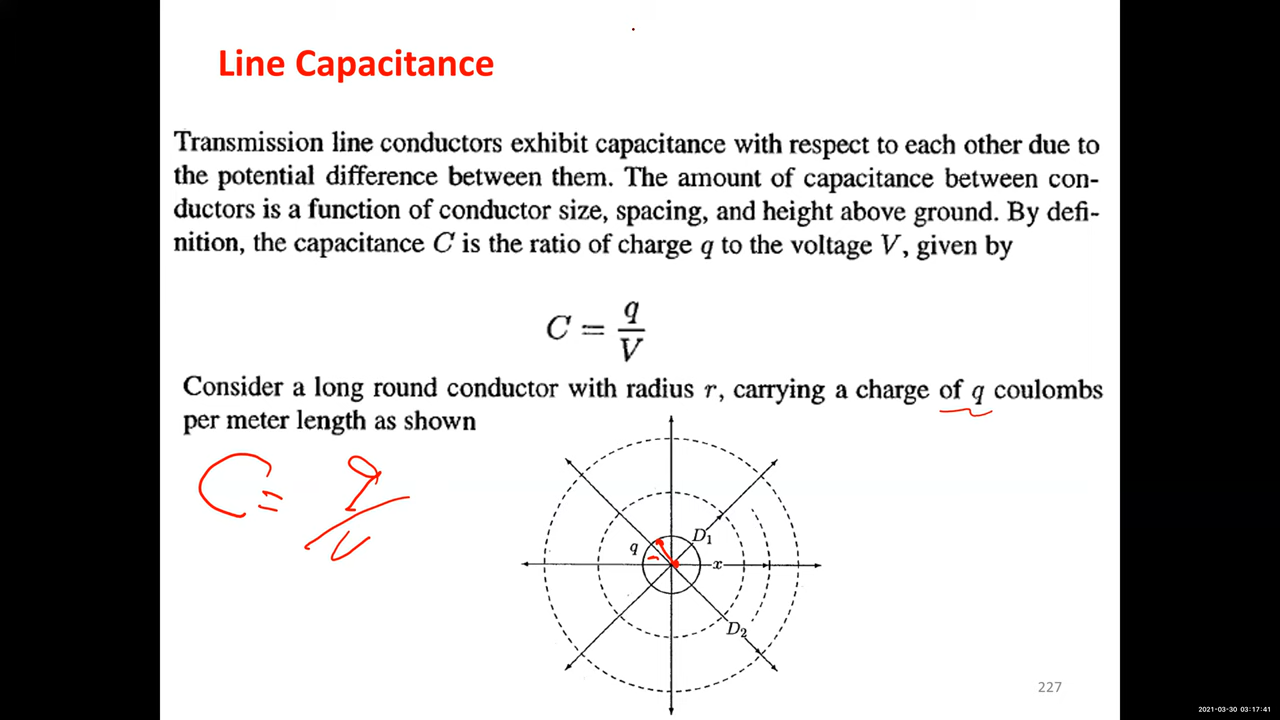 Line Capacitance
Transmission line conductors exhibit capacitance with respect to each other due to
the potential difference between them. The amount of capacitance between con-
ductors is a function of conductor size, spacing, and height above ground. By defi-
nition, the capacitance C is the ratio of charge q to the voltage V, given by
C = q/V
Consider a long round conductor with radius r, carrying a charge of q coulombs
per meter length as shown
C = q/V
q
D₁
x
D₂
227
2021-03-30 03:17:41